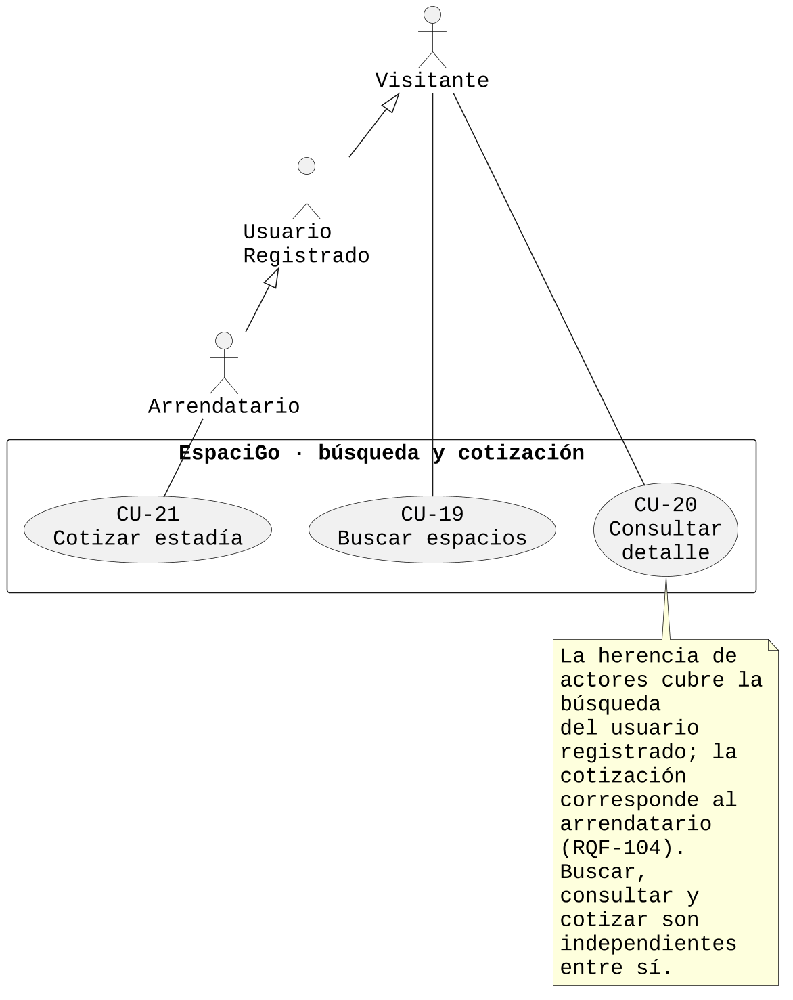 Visitante
Usuario
Registrado
Arrendatario
EspaciGo · búsqueda y cotización
CU-21
Cotizar estadía
CU-19
Buscar espacios
CU-20
Consultar
detalle
La herencia de
actores cubre la
búsqueda
del usuario
registrado; la
cotización
corresponde al
arrendatario
(RQF-104).
Buscar,
consultar y
cotizar son
independientes
entre sí.